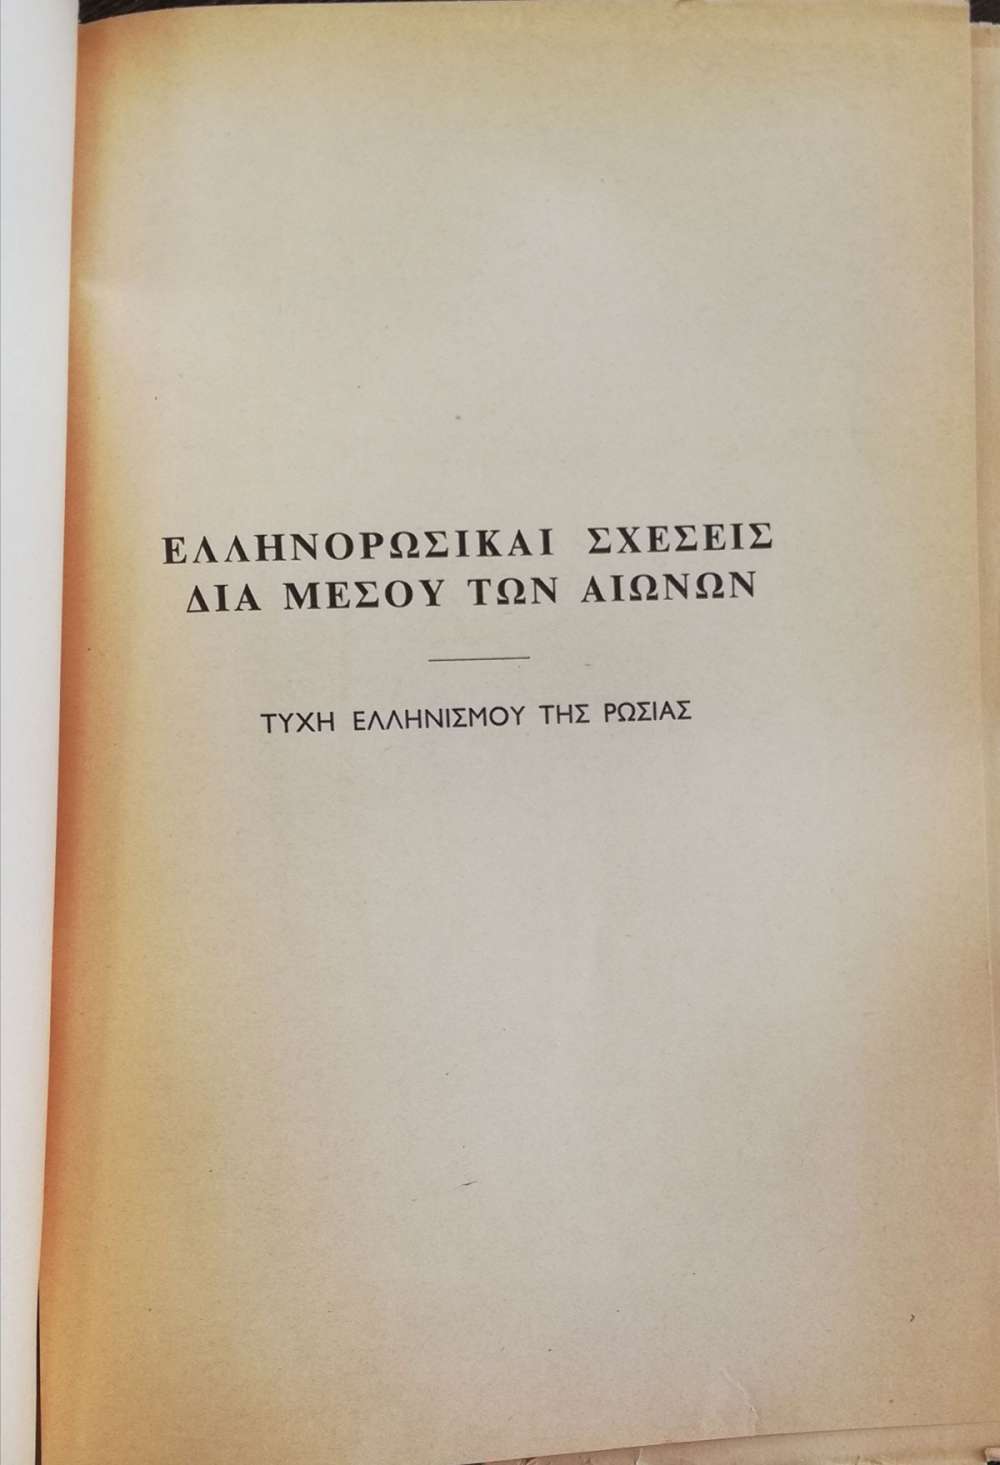 ΕΛΛΗΝΟΡΩΣΙΚΑΙ ΣΧΕΣΕΙΣ
ΔΙΑ ΜΕΣΟΥ ΤΩΝ ΑΙΩΝΩΝ
ΤΥΧΗ ΕΛΛΗΝΙΣΜΟΥ ΤΗΣ ΡΩΣΙΑΣ